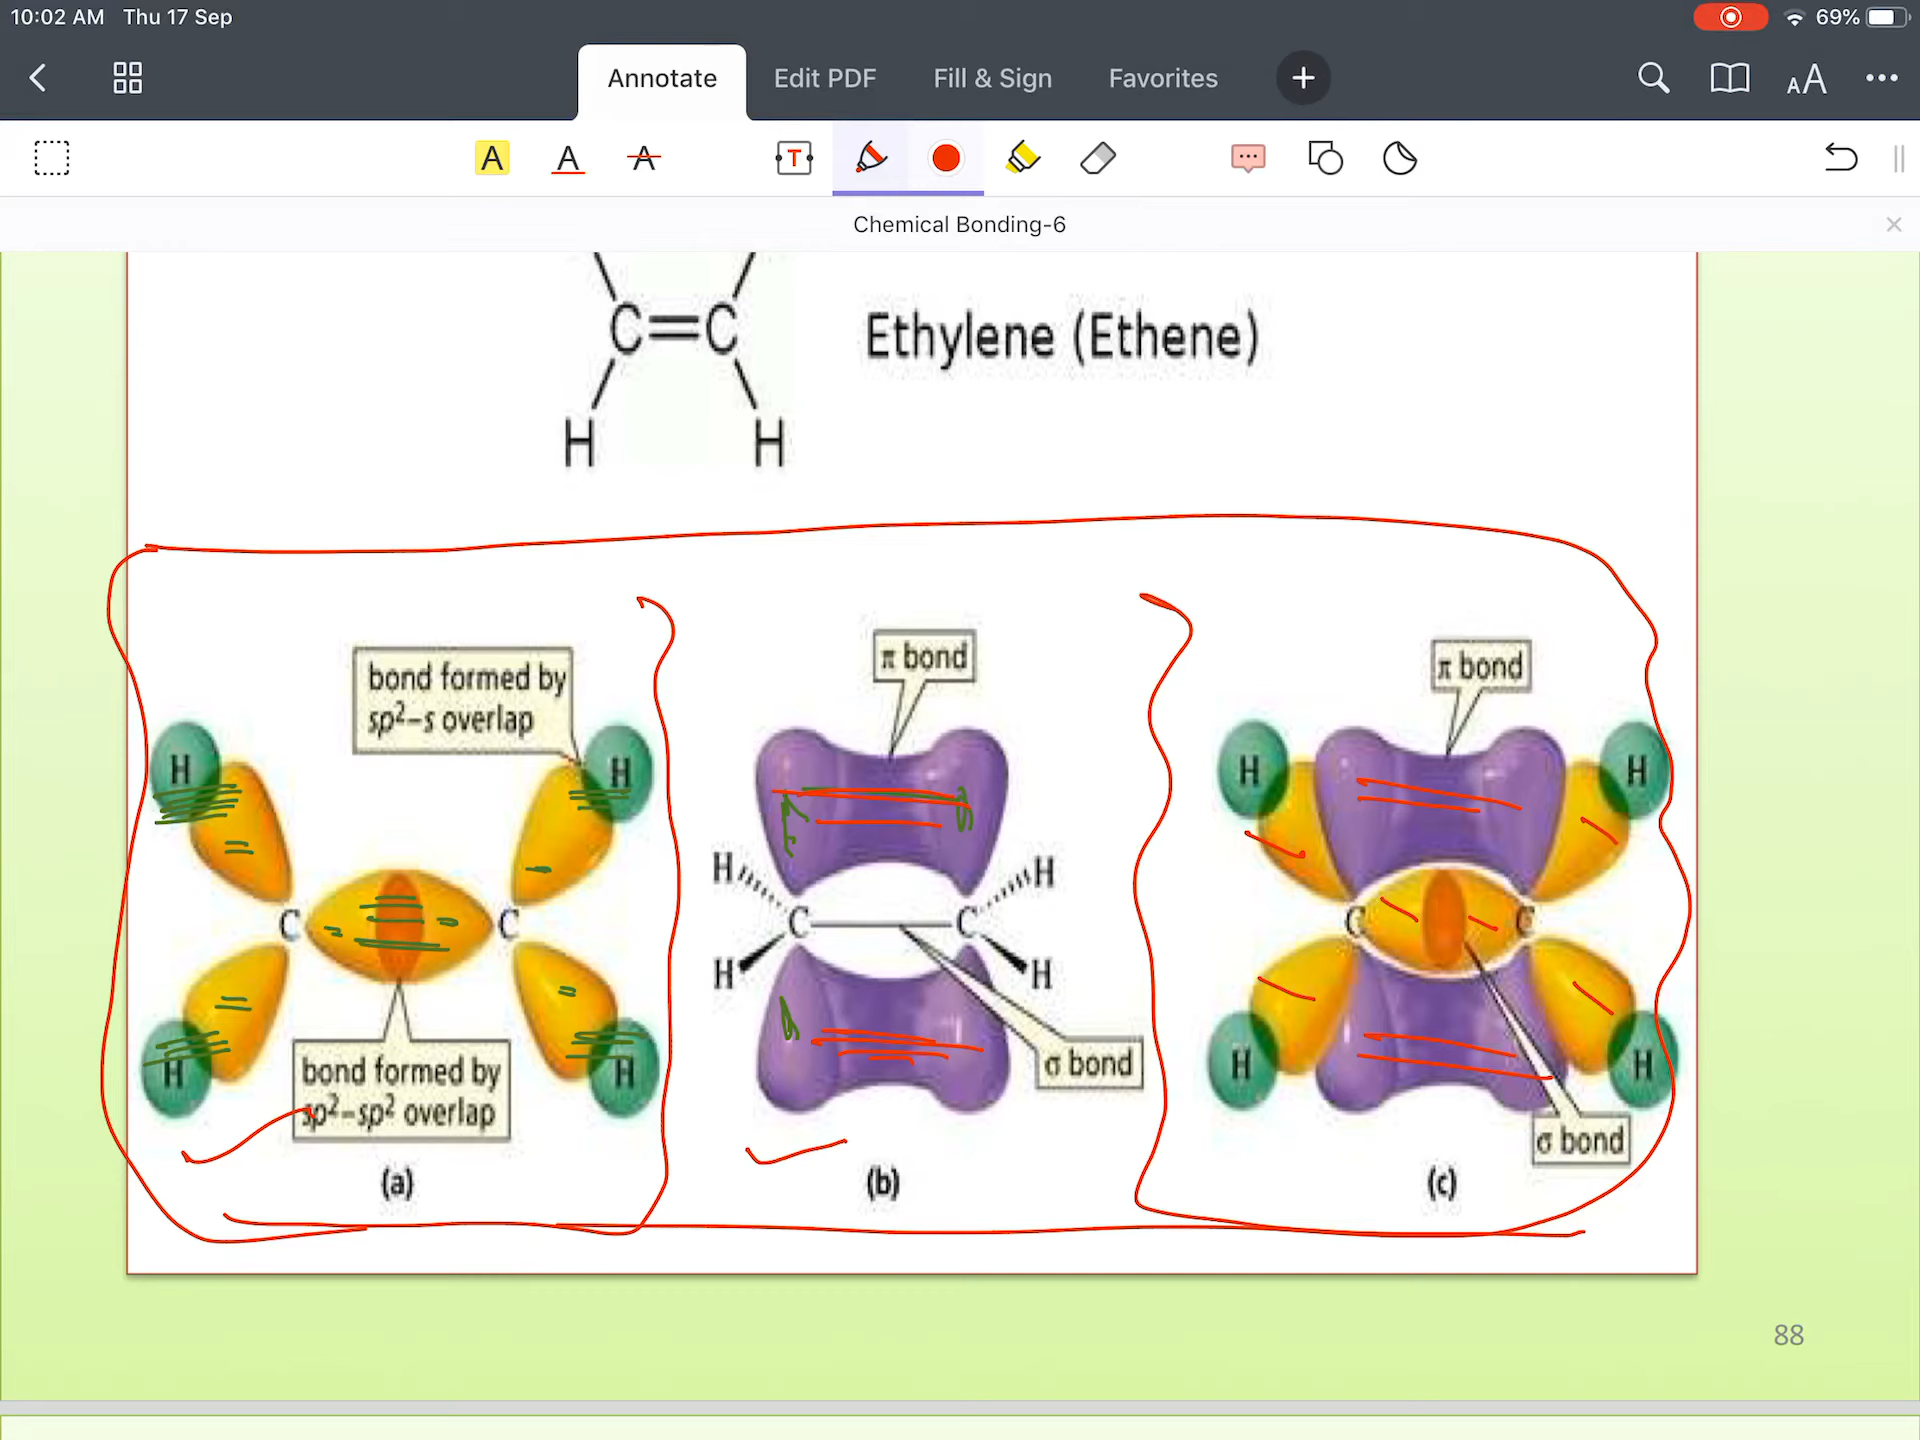 10:02 AM Thu 17 Sep
69%
Annotate Edit PDF Fill & Sign Favorites
AA
A A A T
Chemical Bonding-6
C=C
Ethylene (Ethene)
H H
bond formed by
sp²–s overlap
π bond
π bond
H H
H H
H H
C C
C C
C C
H H
σ bond
H H
H H
bond formed by
sp²–sp² overlap
σ bond
(a) (b) (c)
88